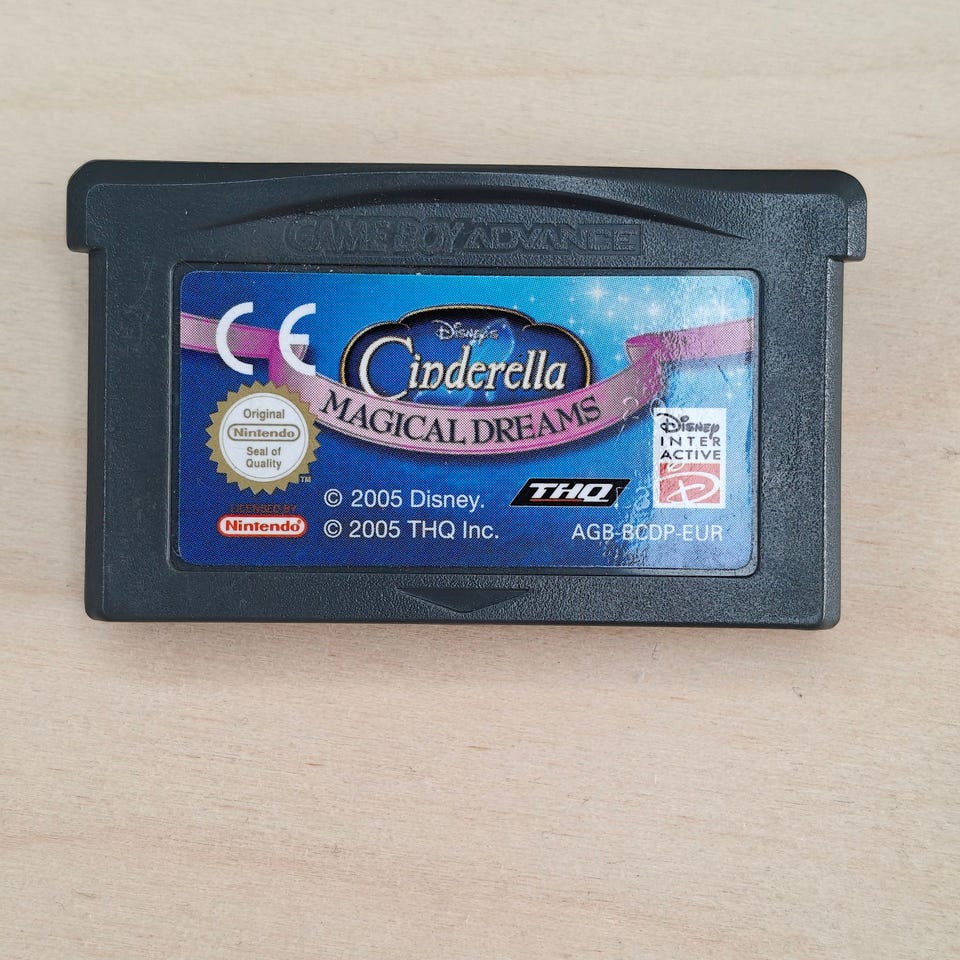 GAME BOY ADVANCE
CE
Disney's
Cinderella
MAGICAL DREAMS
Original
Nintendo
Seal of
Quality
TM
LICENSED BY
Nintendo
© 2005 Disney.
© 2005 THQ Inc.
THQ
Disney
INTER
ACTIVE
D
AGB-BCDP-EUR